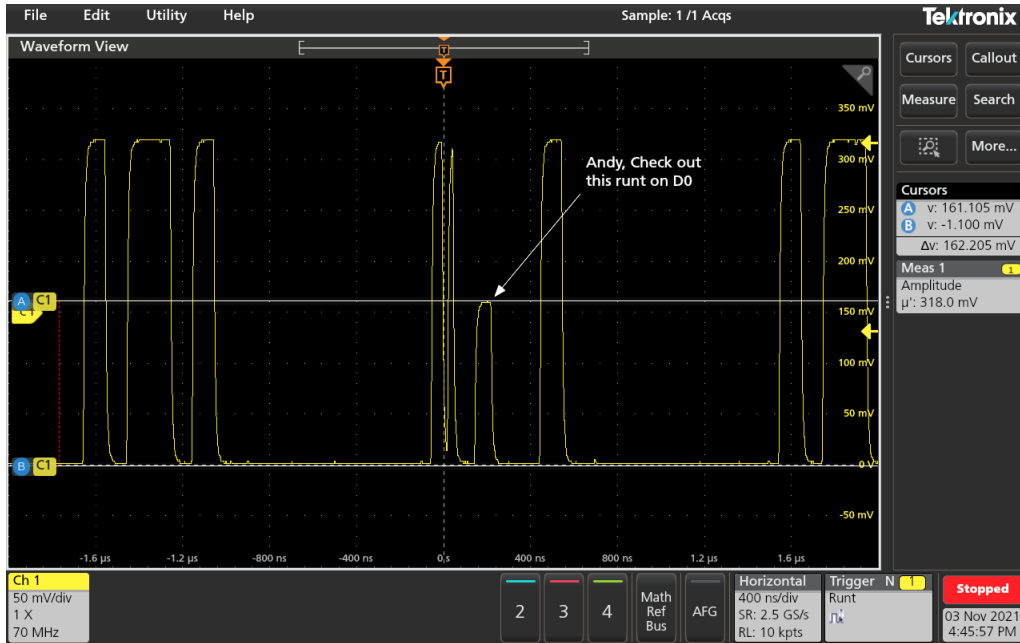 File Edit Utility Help
Sample: 1 /1 Acqs
Tektronix
Waveform View
T
T
Cursors Callout
Measure Search
More...
350 mV
300 mV
250 mV
200 mV
150 mV
100 mV
50 mV
0 V
-50 mV
Andy, Check out
this runt on D0
A C1
C1
B C1
Cursors
A v: 161.105 mV
B v: -1.100 mV
Δv: 162.205 mV
Meas 1 1
Amplitude
µ': 318.0 mV
-1.6 µs -1.2 µs -800 ns -400 ns 0 s 400 ns 800 ns 1.2 µs 1.6 µs
Ch 1
50 mV/div
1 X
70 MHz
2 3 4
Math
Ref
Bus
AFG
Horizontal
400 ns/div
SR: 2.5 GS/s
RL: 10 kpts
Trigger N 1
Runt
Stopped
03 Nov 2021
4:45:57 PM